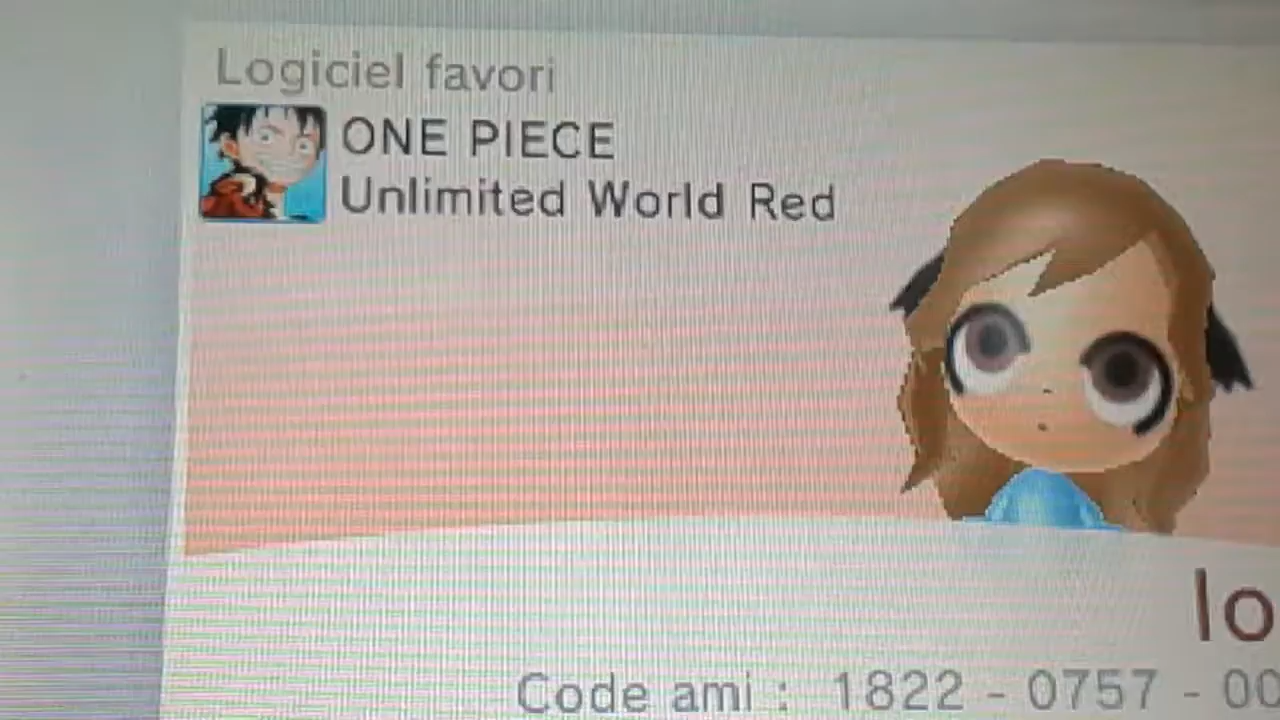 Logiciel favori
ONE PIECE
Unlimited World Red
lo
Code ami : 1822 - 0757 - 00